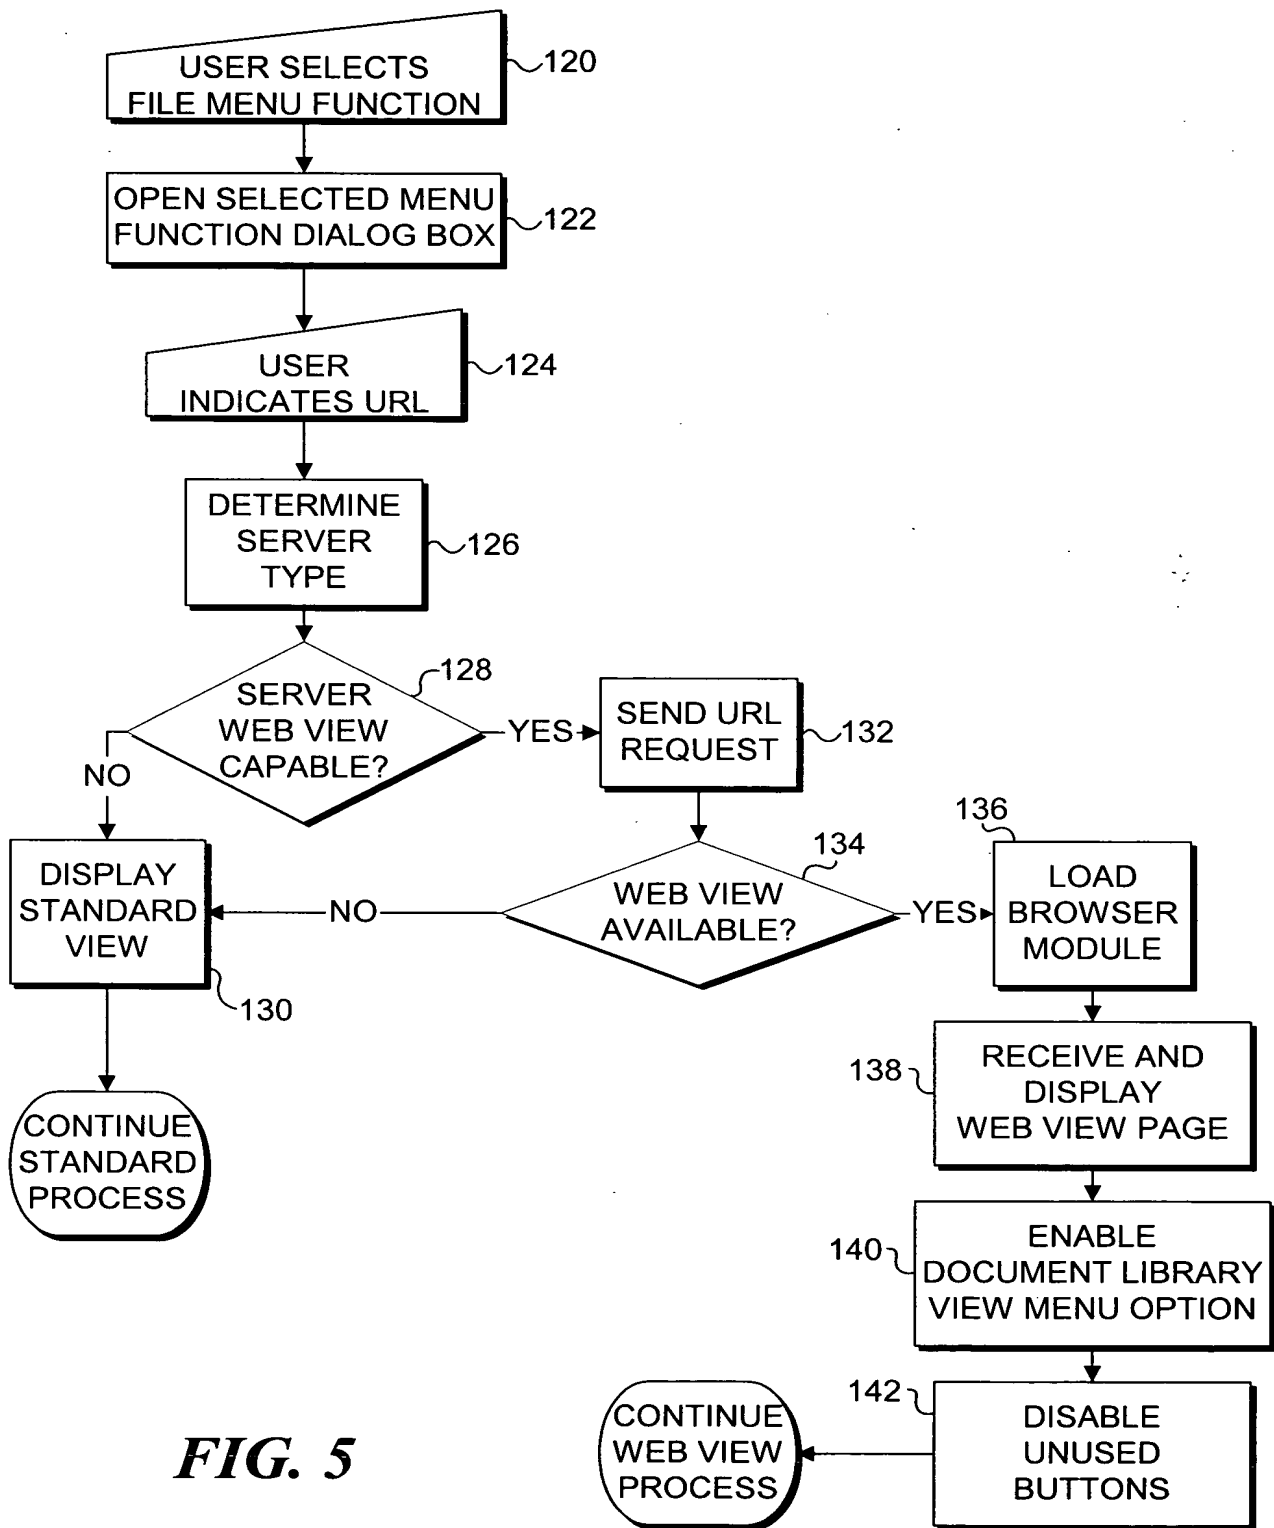 USER SELECTS
FILE MENU FUNCTION
120
OPEN SELECTED MENU
FUNCTION DIALOG BOX
122
USER
INDICATES URL
124
DETERMINE
SERVER
TYPE
126
SERVER
WEB VIEW
CAPABLE?
128
YES
NO
SEND URL
REQUEST
132
DISPLAY
STANDARD
VIEW
130
NO
WEB VIEW
AVAILABLE?
134
YES
136
LOAD
BROWSER
MODULE
CONTINUE
STANDARD
PROCESS
138
RECEIVE AND
DISPLAY
WEB VIEW PAGE
140
ENABLE
DOCUMENT LIBRARY
VIEW MENU OPTION
142
DISABLE
UNUSED
BUTTONS
CONTINUE
WEB VIEW
PROCESS
FIG. 5